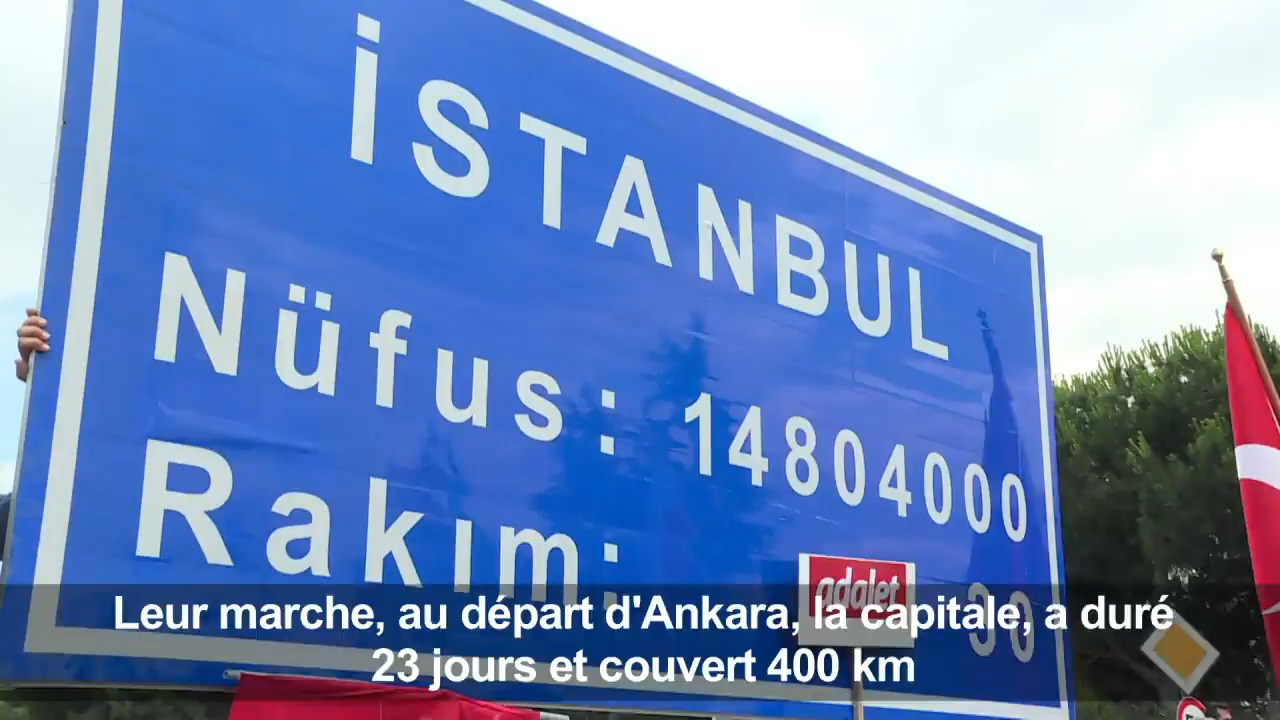 İSTANBUL
Nüfus: 14804000
Rakım: 30
adalet
Leur marche, au départ d'Ankara, la capitale, a duré
23 jours et couvert 400 km